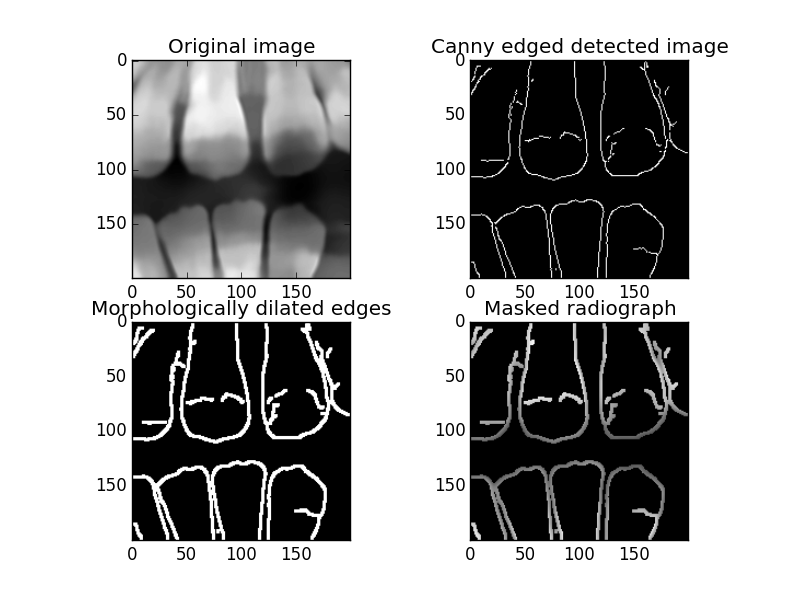 Original image
Canny edged detected image
0
50
100
150
0 50 100 150
0
50
100
150
0 50 100 150
Morphologically dilated edges
Masked radiograph
0
50
100
150
0 50 100 150
0
50
100
150
0 50 100 150